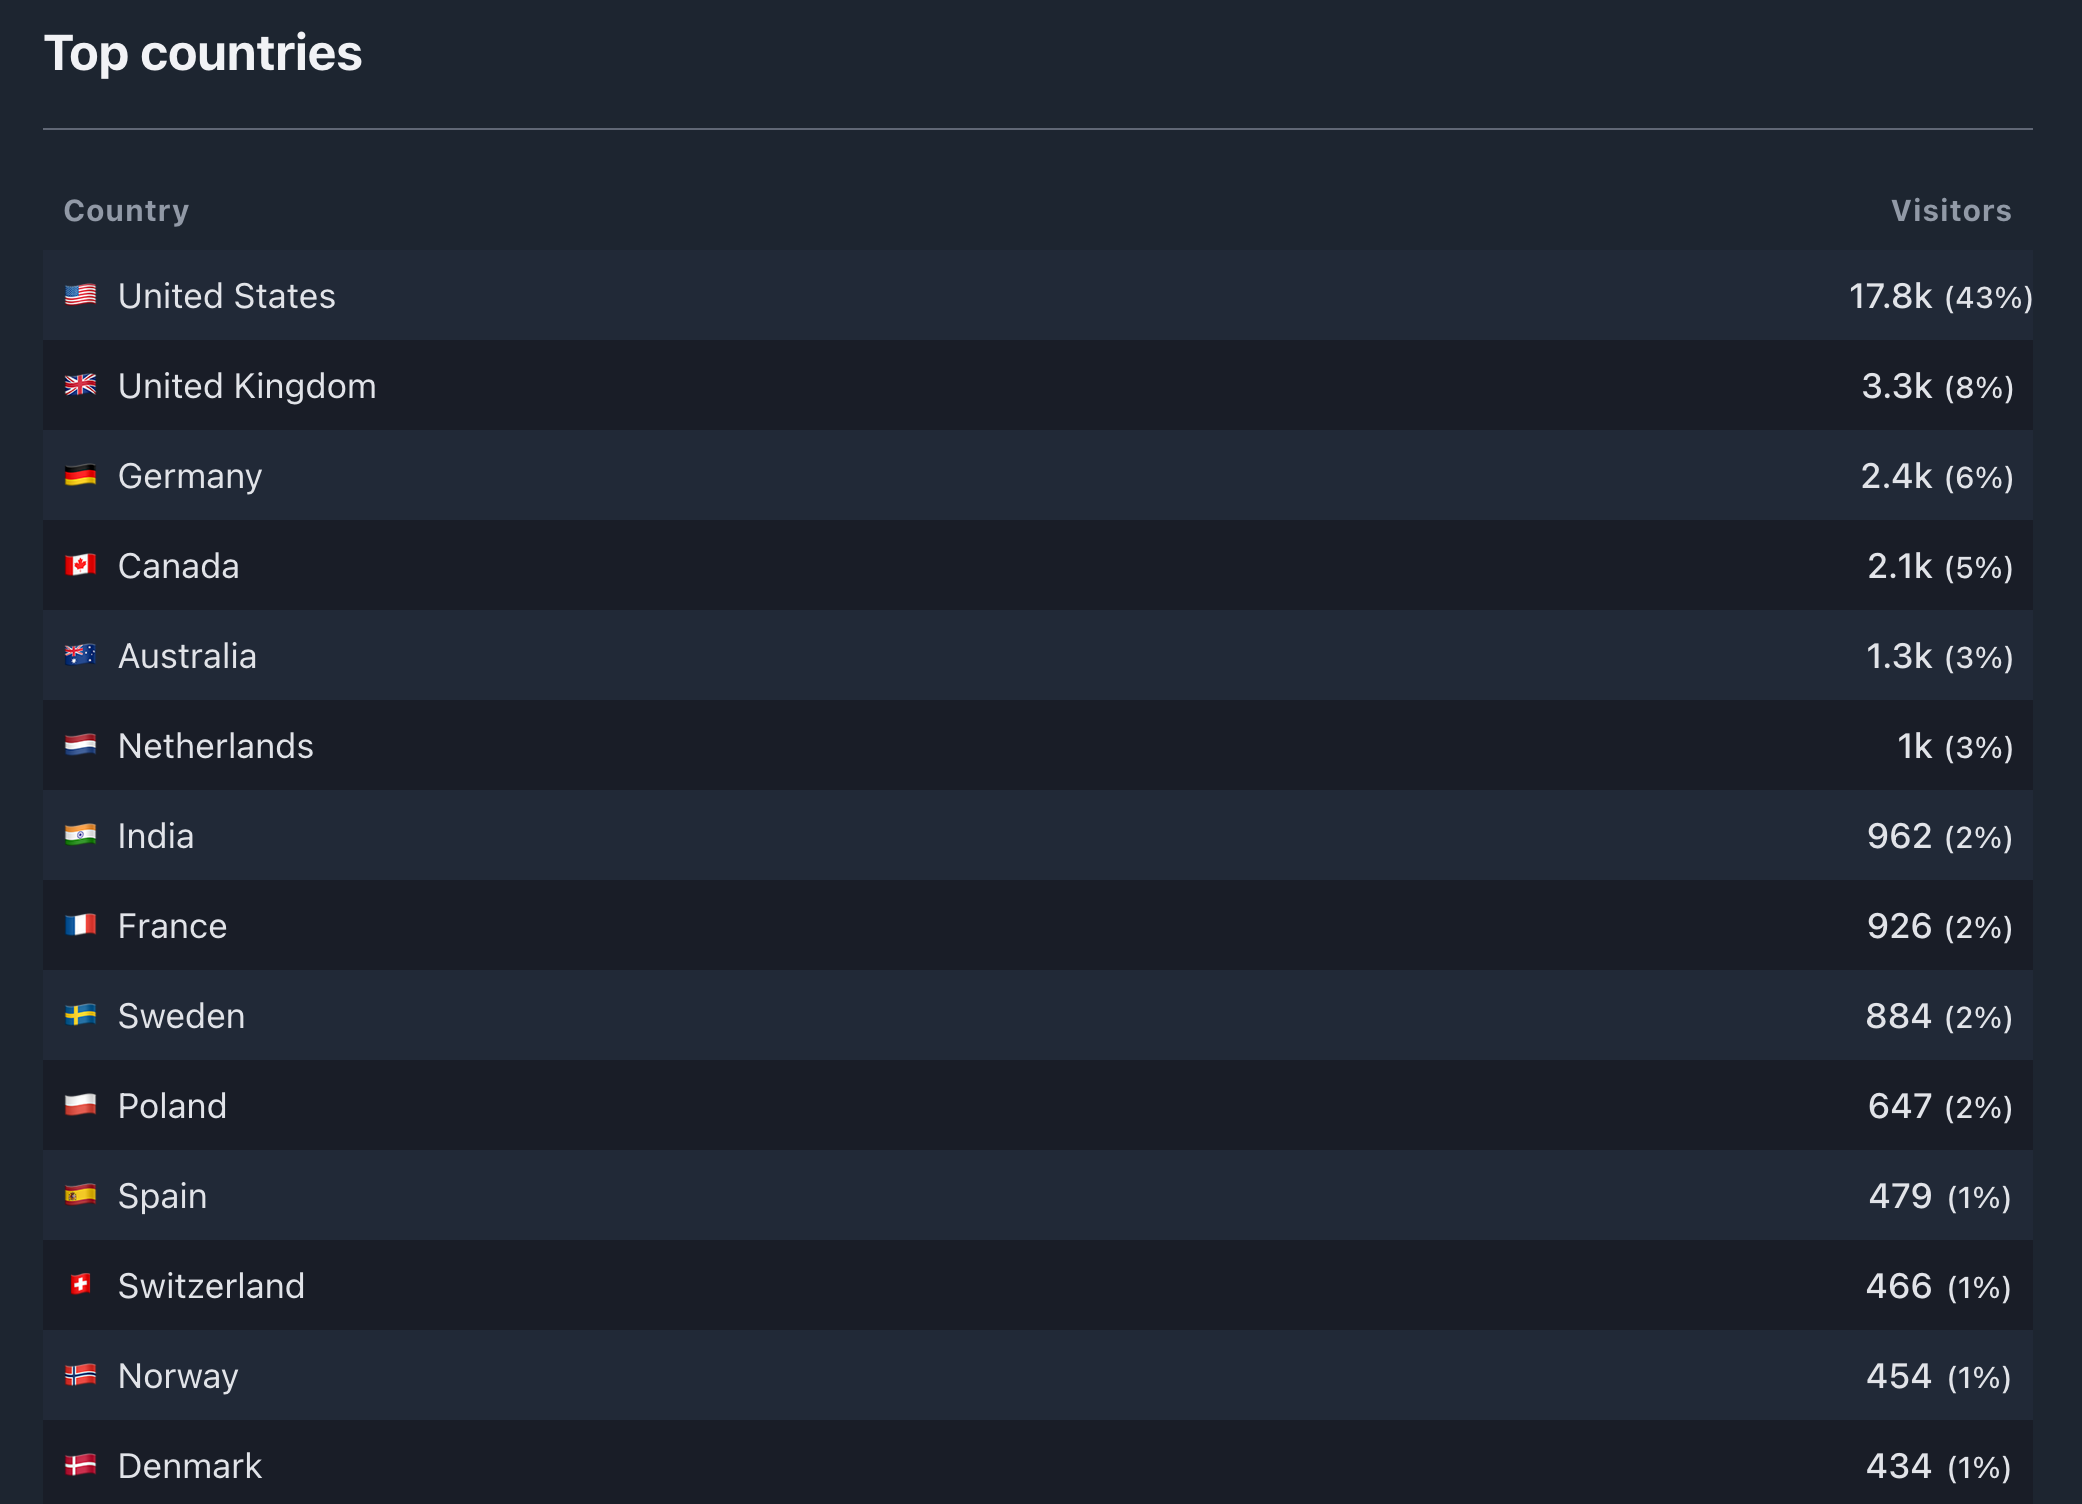 Top countries
Country Visitors
United States 17.8k (43%)
United Kingdom 3.3k (8%)
Germany 2.4k (6%)
Canada 2.1k (5%)
Australia 1.3k (3%)
Netherlands 1k (3%)
India 962 (2%)
France 926 (2%)
Sweden 884 (2%)
Poland 647 (2%)
Spain 479 (1%)
Switzerland 466 (1%)
Norway 454 (1%)
Denmark 434 (1%)